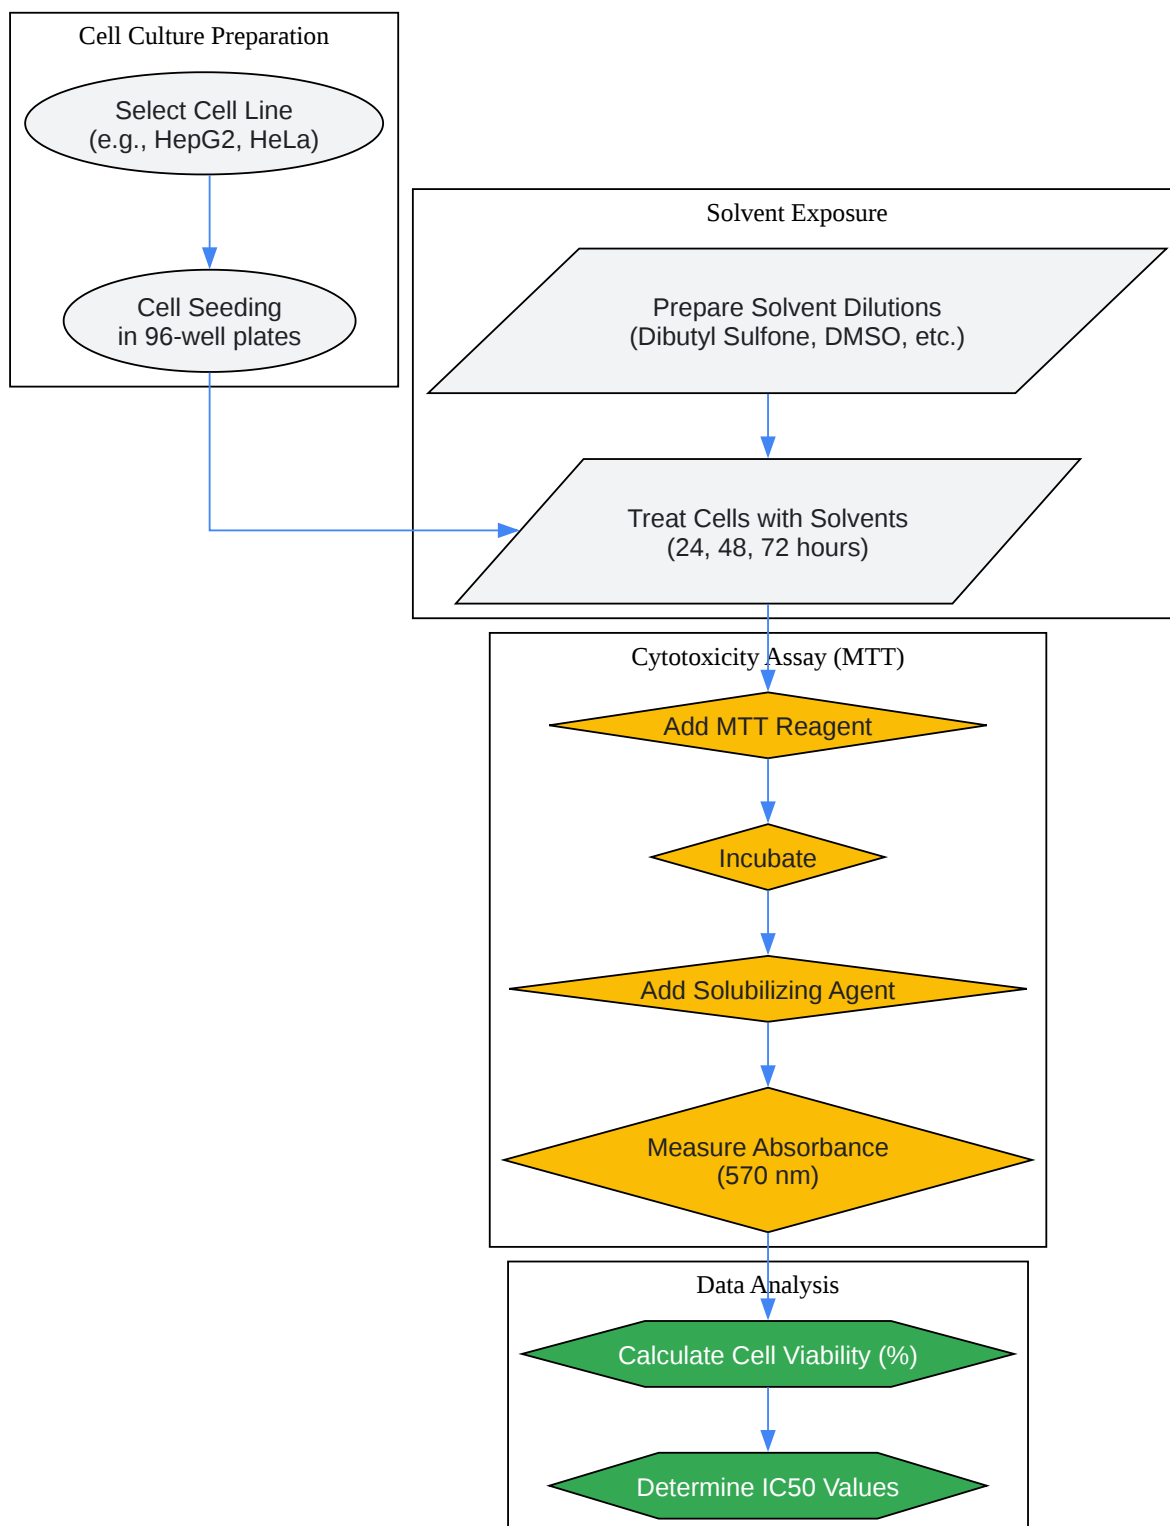 Cell Culture Preparation
Select Cell Line
(e.g., HepG2, HeLa)
Cell Seeding
in 96-well plates
Solvent Exposure
Prepare Solvent Dilutions
(Dibutyl Sulfone, DMSO, etc.)
Treat Cells with Solvents
(24, 48, 72 hours)
Cytotoxicity Assay (MTT)
Add MTT Reagent
Incubate
Add Solubilizing Agent
Measure Absorbance
(570 nm)
Data Analysis
Calculate Cell Viability (%)
Determine IC50 Values